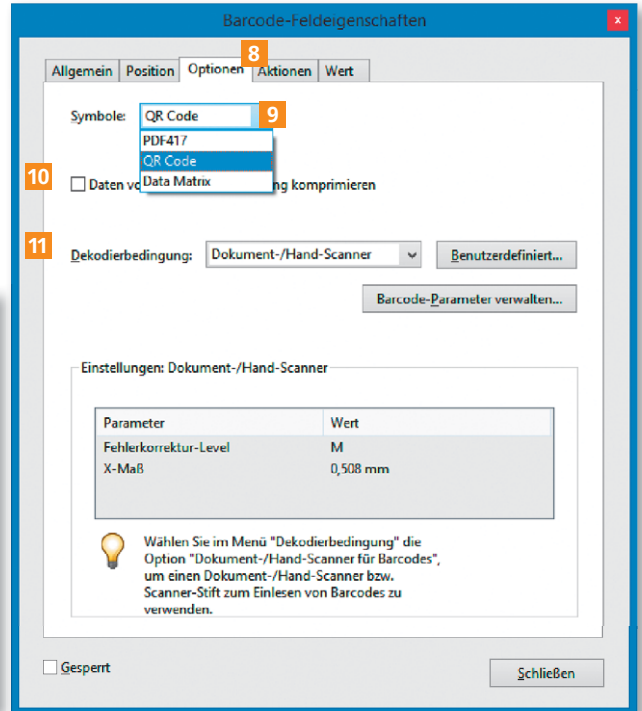 Barcode-Feldeigenschaften
x
8
Allgemein Position Optionen Aktionen Wert
Symbole: QR Code 9
PDF417
QR Code
Data Matrix
10 Daten ng komprimieren
11
Dekodierbedingung: Dokument-/Hand-Scanner Benutzerdefiniert...
Barcode-Parameter verwalten...
Einstellungen: Dokument-/Hand-Scanner
Parameter Wert
Fehlerkorrektur-Level M
X-Maß 0,508 mm
Wählen Sie im Menü "Dekodierbedingung" die
Option "Dokument-/Hand-Scanner für Barcodes",
um einen Dokument-/Hand-Scanner bzw.
Scanner-Stift zum Einlesen von Barcodes zu
verwenden.
Gesperrt
Schließen